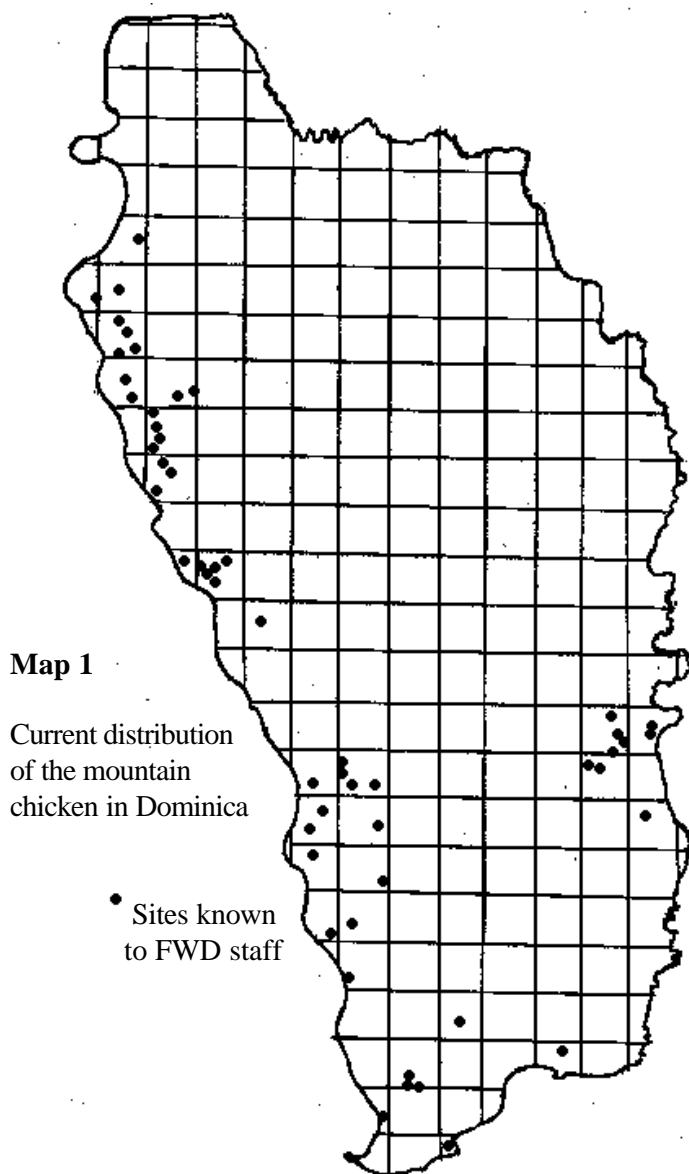 Map 1
Current distribution
of the mountain
chicken in Dominica
Sites known
to FWD staff